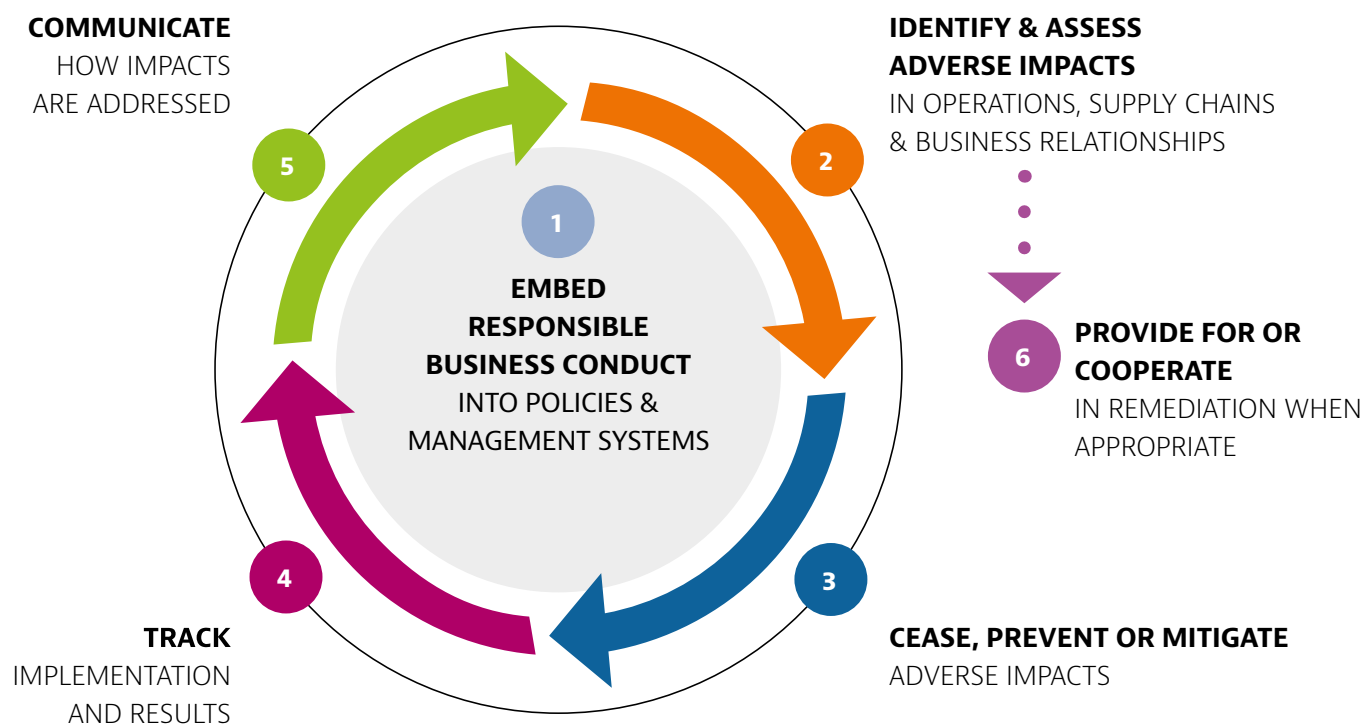 1
EMBED
RESPONSIBLE
BUSINESS CONDUCT
INTO POLICIES &
MANAGEMENT SYSTEMS
2
IDENTIFY & ASSESS
ADVERSE IMPACTS
IN OPERATIONS, SUPPLY CHAINS
& BUSINESS RELATIONSHIPS
3
CEASE, PREVENT OR MITIGATE
ADVERSE IMPACTS
4
TRACK
IMPLEMENTATION
AND RESULTS
5
COMMUNICATE
HOW IMPACTS
ARE ADDRESSED
6
PROVIDE FOR OR
COOPERATE
IN REMEDIATION WHEN
APPROPRIATE